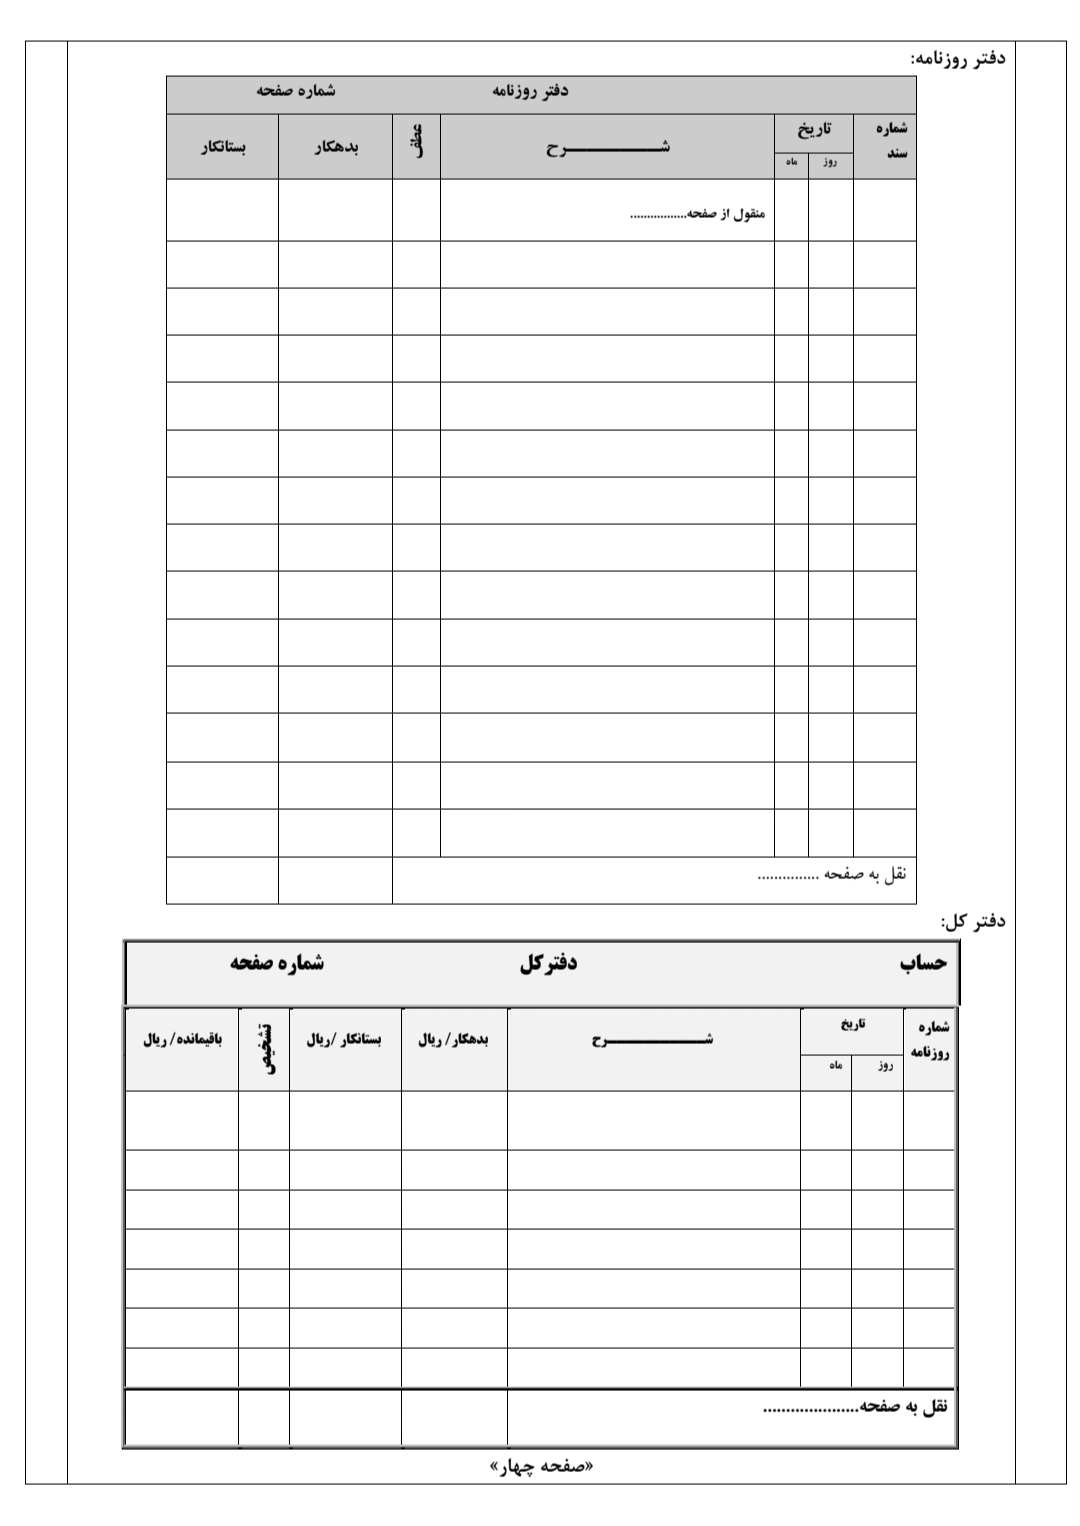 دفتر روزنامه:
دفتر روزنامه شماره صفحه
شماره سند تاریخ شـــــــــــــرح عطف بدهکار بستانکار
روز ماه
منقول از صفحه.................
نقل به صفحه ...............
دفتر کل:
حساب دفترکل شماره صفحه
شماره روزنامه تاریخ شـــــــــــــرح بدهکار/ ریال بستانکار /ریال تشخیص باقیمانده/ ریال
روز ماه
نقل به صفحه.....................
«صفحه چهار»